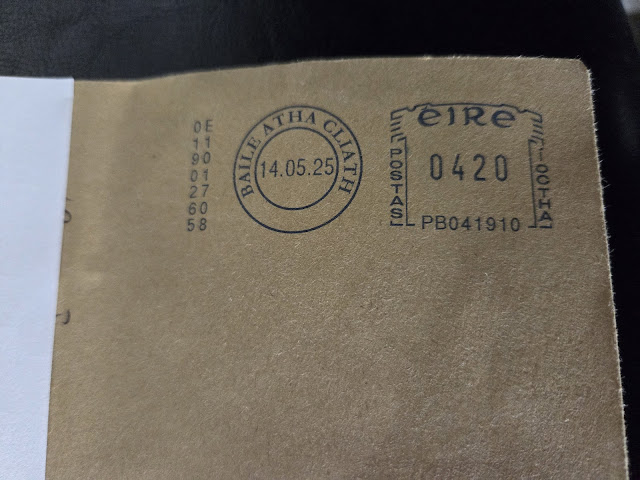 0E
11
90
01
27
60
58
BAILE ATHA CLIATH
14.05.25
éIRe
POSTAS
0420
ÍOCTHA
PB041910